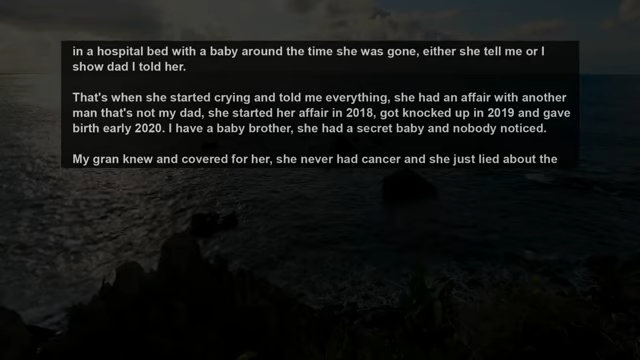 in a hospital bed with a baby around the time she was gone, either she tell me or I
show dad I told her.
That's when she started crying and told me everything, she had an affair with another
man that's not my dad, she started her affair in 2018, got knocked up in 2019 and gave
birth early 2020. I have a baby brother, she had a secret baby and nobody noticed.
My gran knew and covered for her, she never had cancer and she just lied about the